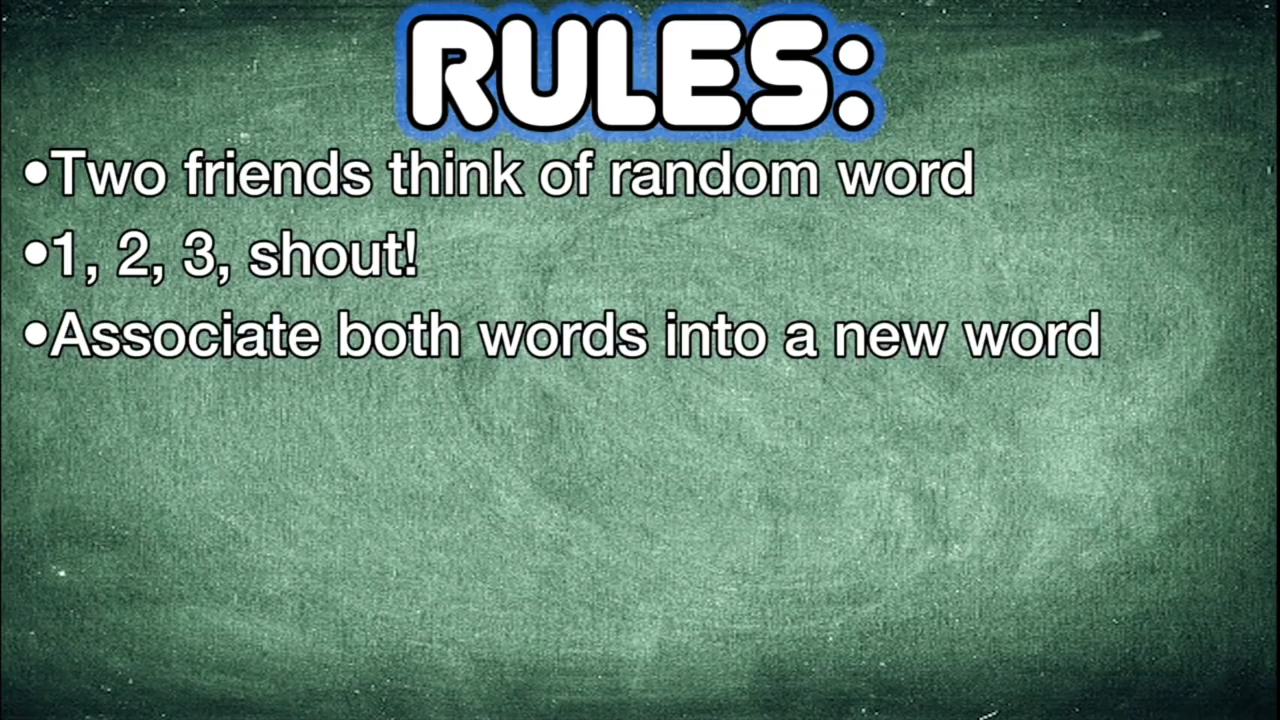 RULES:
•Two friends think of random word
•1, 2, 3, shout!
•Associate both words into a new word